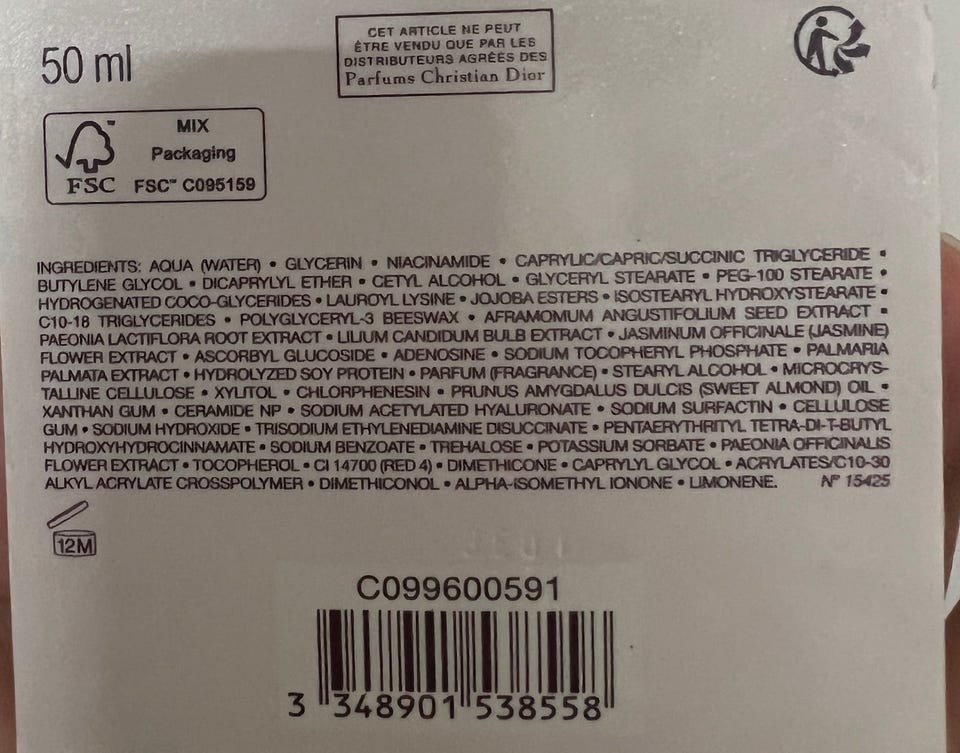 50 ml
CET ARTICLE NE PEUT
ÊTRE VENDU QUE PAR LES
DISTRIBUTEURS AGRÉÉS DES
Parfums Christian Dior
FSC
MIX
Packaging
FSC™ C095159
INGREDIENTS: AQUA (WATER) • GLYCERIN • NIACINAMIDE • CAPRYLIC/CAPRIC/SUCCINIC TRIGLYCERIDE •
BUTYLENE GLYCOL • DICAPRYLYL ETHER • CETYL ALCOHOL • GLYCERYL STEARATE • PEG-100 STEARATE •
HYDROGENATED COCO-GLYCERIDES • LAUROYL LYSINE • JOJOBA ESTERS • ISOSTEARYL HYDROXYSTEARATE •
C10-18 TRIGLYCERIDES • POLYGLYCERYL-3 BEESWAX • AFRAMOMUM ANGUSTIFOLIUM SEED EXTRACT •
PAEONIA LACTIFLORA ROOT EXTRACT • LILIUM CANDIDUM BULB EXTRACT • JASMINUM OFFICINALE (JASMINE)
FLOWER EXTRACT • ASCORBYL GLUCOSIDE • ADENOSINE • SODIUM TOCOPHERYL PHOSPHATE • PALMARIA
PALMATA EXTRACT • HYDROLYZED SOY PROTEIN • PARFUM (FRAGRANCE) • STEARYL ALCOHOL • MICROCRYS-
TALLINE CELLULOSE • XYLITOL • CHLORPHENESIN • PRUNUS AMYGDALUS DULCIS (SWEET ALMOND) OIL •
XANTHAN GUM • CERAMIDE NP • SODIUM ACETYLATED HYALURONATE • SODIUM SURFACTIN • CELLULOSE
GUM • SODIUM HYDROXIDE • TRISODIUM ETHYLENEDIAMINE DISUCCINATE • PENTAERYTHRITYL TETRA-DI-T-BUTYL
HYDROXYHYDROCINNAMATE • SODIUM BENZOATE • TREHALOSE • POTASSIUM SORBATE • PAEONIA OFFICINALIS
FLOWER EXTRACT • TOCOPHEROL • CI 14700 (RED 4) • DIMETHICONE • CAPRYLYL GLYCOL • ACRYLATES/C10-30
ALKYL ACRYLATE CROSSPOLYMER • DIMETHICONOL • ALPHA-ISOMETHYL IONONE • LIMONENE. N° 15425
12M
C099600591
3 348901 538558